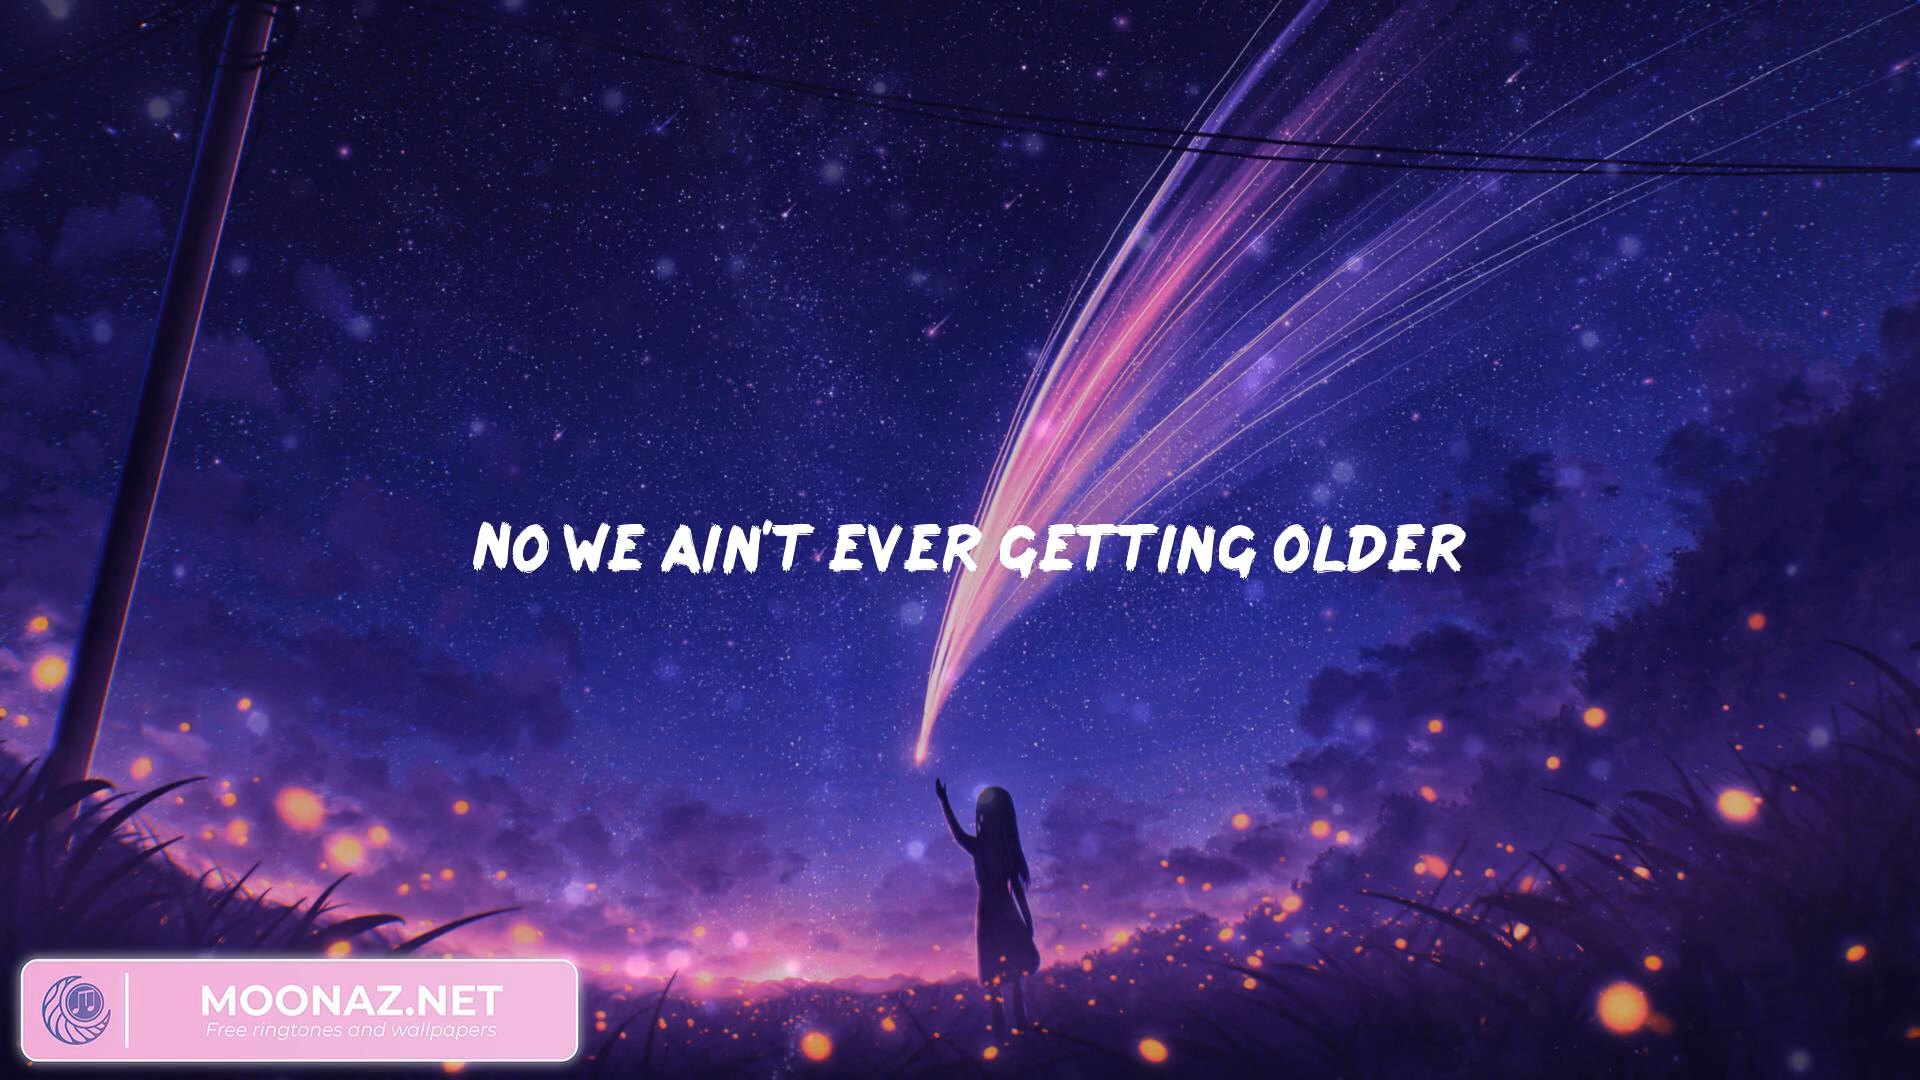 NO WE AIN'T EVER GETTING OLDER
MOONAZ.NET
Free ringtones and wallpapers